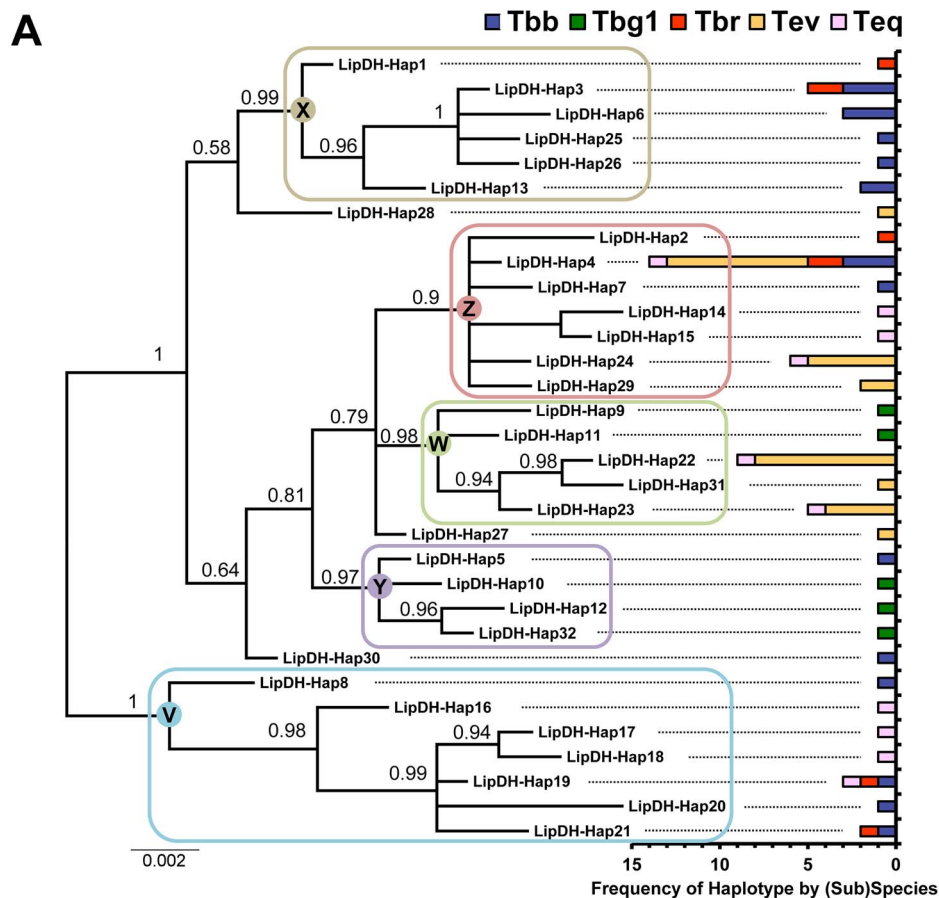 A
Tbb Tbg1 Tbr Tev Teq
LipDH-Hap1
0.99
X
LipDH-Hap3
1
LipDH-Hap6
LipDH-Hap25
0.96
0.58
LipDH-Hap26
LipDH-Hap13
LipDH-Hap28
LipDH-Hap2
LipDH-Hap4
LipDH-Hap7
0.9
Z
LipDH-Hap14
LipDH-Hap15
1
LipDH-Hap24
LipDH-Hap29
LipDH-Hap9
0.79
0.98
W
LipDH-Hap11
0.98
LipDH-Hap22
0.94
LipDH-Hap31
0.81
LipDH-Hap23
LipDH-Hap27
LipDH-Hap5
0.64
0.97
Y
LipDH-Hap10
0.96
LipDH-Hap12
LipDH-Hap32
LipDH-Hap30
LipDH-Hap8
1
V
LipDH-Hap16
0.98
0.94
LipDH-Hap17
LipDH-Hap18
0.99
LipDH-Hap19
LipDH-Hap20
LipDH-Hap21
0.002
15 10 5 0
Frequency of Haplotype by (Sub)Species